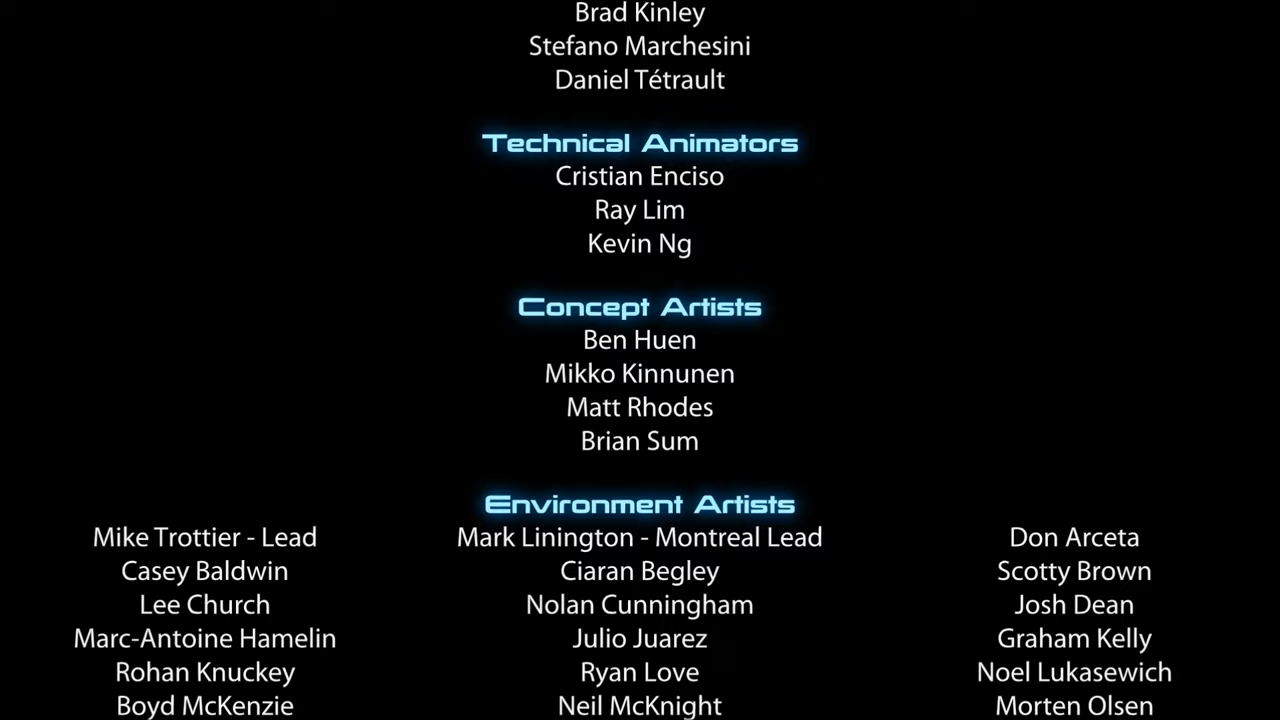 Brad Kinley
Stefano Marchesini
Daniel Tétrault
Technical Animators
Cristian Enciso
Ray Lim
Kevin Ng
Concept Artists
Ben Huen
Mikko Kinnunen
Matt Rhodes
Brian Sum
Environment Artists
Mike Trottier - Lead Mark Linington - Montreal Lead Don Arceta
Casey Baldwin Ciaran Begley Scotty Brown
Lee Church Nolan Cunningham Josh Dean
Marc-Antoine Hamelin Julio Juarez Graham Kelly
Rohan Knuckey Ryan Love Noel Lukasewich
Boyd McKenzie Neil McKnight Morten Olsen